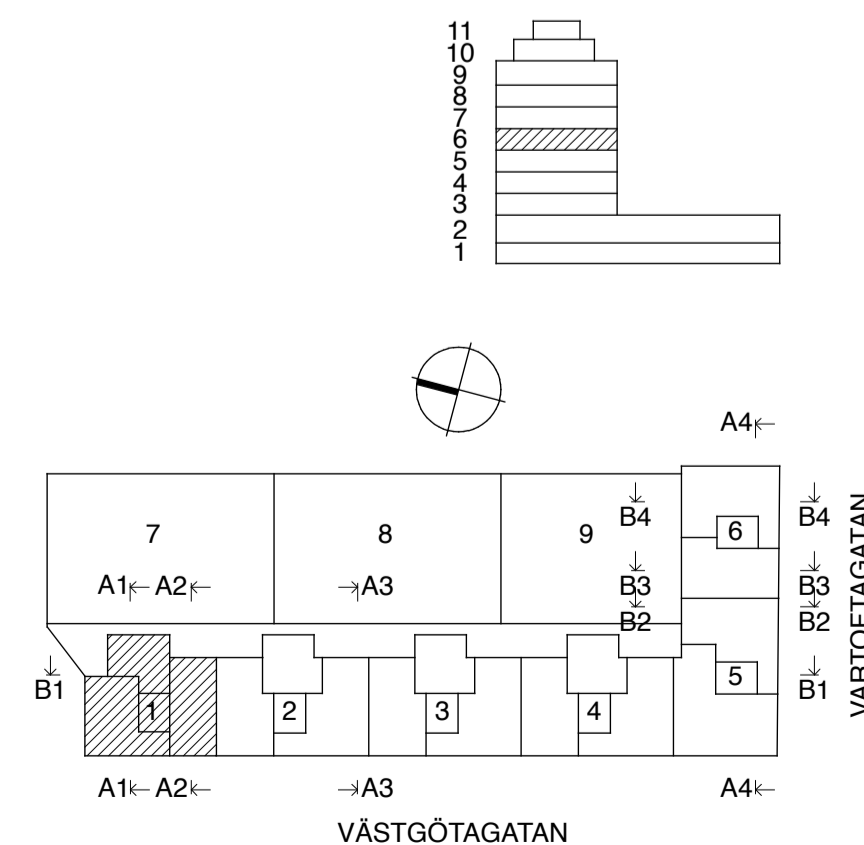 11
10
9
8
7
6
5
4
3
2
1
A4
7
8
9
B4
6
B4
VARTOFTAGATAN
A1 A2
A3
B3
B3
B2
B2
B1
1
2
3
4
5
B1
A1 A2
A3
A4
VÄSTGÖTAGATAN